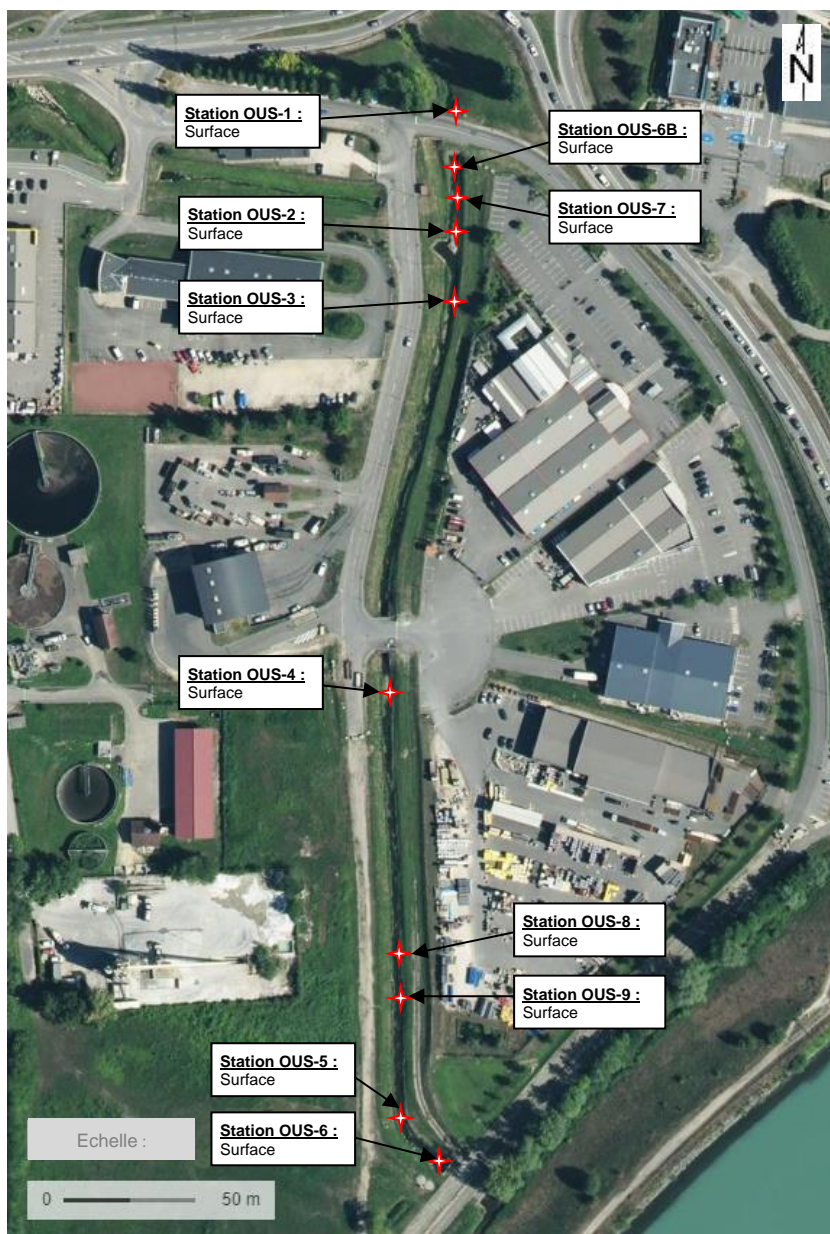 N
Station OUS-1 :
Surface
Station OUS-6B :
Surface
Station OUS-7 :
Surface
Station OUS-2 :
Surface
Station OUS-3 :
Surface
Station OUS-4 :
Surface
Station OUS-8 :
Surface
Station OUS-9 :
Surface
Station OUS-5 :
Surface
Station OUS-6 :
Surface
Echelle :
0 50 m